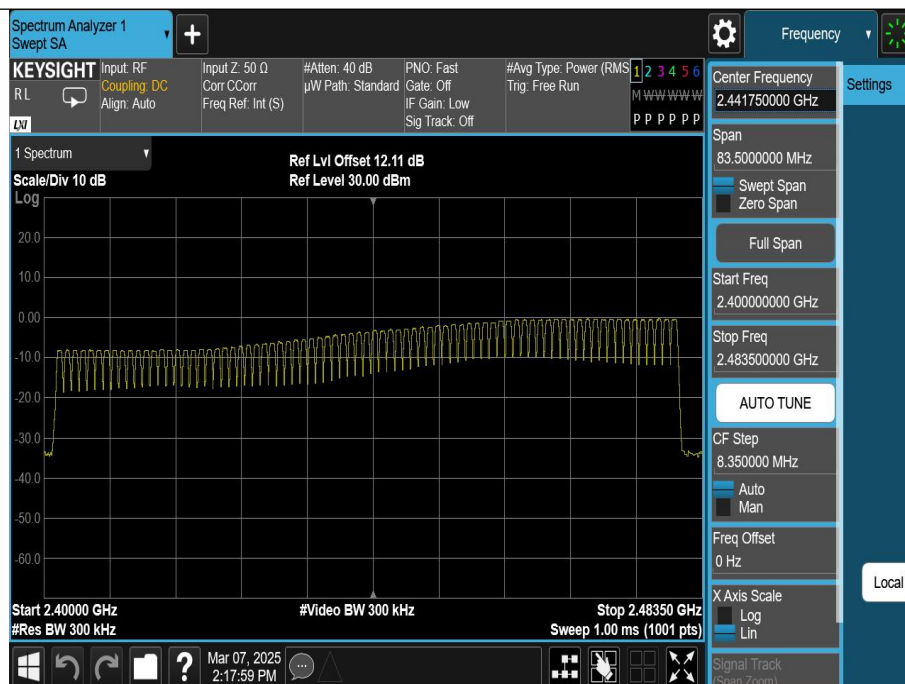 Spectrum Analyzer 1
Swept SA
Frequency
KEYSIGHT
R L
LXI
Input: RF
Coupling: DC
Align: Auto
Input Z: 50 Ω
Corr CCorr
Freq Ref: Int (S)
#Atten: 40 dB
µW Path: Standard
PNO: Fast
Gate: Off
IF Gain: Low
Sig Track: Off
#Avg Type: Power (RMS
Trig: Free Run
1 2 3 4 5 6
M W W W W W
P P P P P P
1 Spectrum
Scale/Div 10 dB
Ref Lvl Offset 12.11 dB
Ref Level 30.00 dBm
Log
20.0
10.0
0.00
-10.0
-20.0
-30.0
-40.0
-50.0
-60.0
Start 2.40000 GHz
#Res BW 300 kHz
#Video BW 300 kHz
Stop 2.48350 GHz
Sweep 1.00 ms (1001 pts)
Mar 07, 2025
2:17:59 PM
Center Frequency
2.441750000 GHz
Span
83.5000000 MHz
Swept Span
Zero Span
Full Span
Start Freq
2.400000000 GHz
Stop Freq
2.483500000 GHz
AUTO TUNE
CF Step
8.350000 MHz
Auto
Man
Freq Offset
0 Hz
X Axis Scale
Log
Lin
Signal Track
(Span Zoom)
Settings
Local